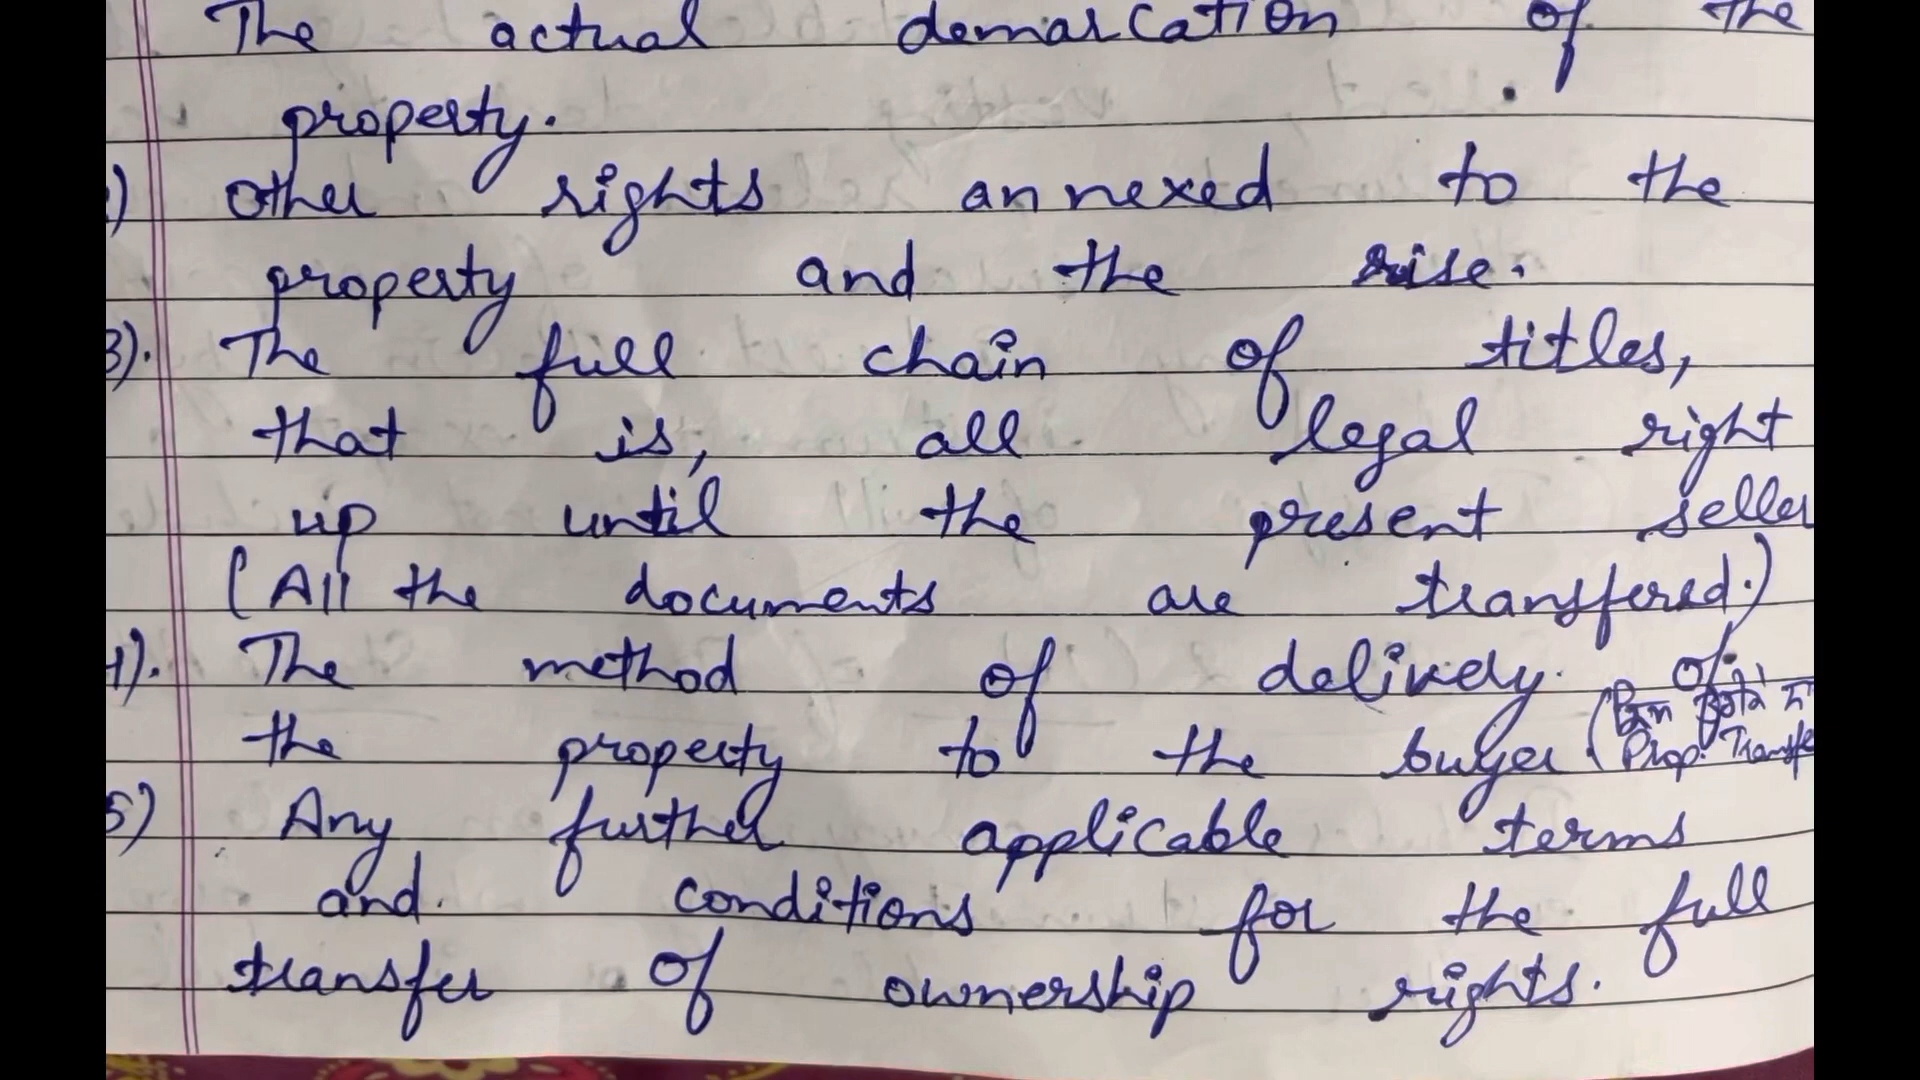 The actual demarcation of the
property.
) Other rights annexed to the
property and the rise.
3). The full chain of titles,
that is, all legal right
up until the present seller
(All the documents are transferred.)
4). The method of delivery of
the property to the buyer. (
Prop. Transfe
5) Any further applicable terms
and conditions for the full
transfer of ownership rights.